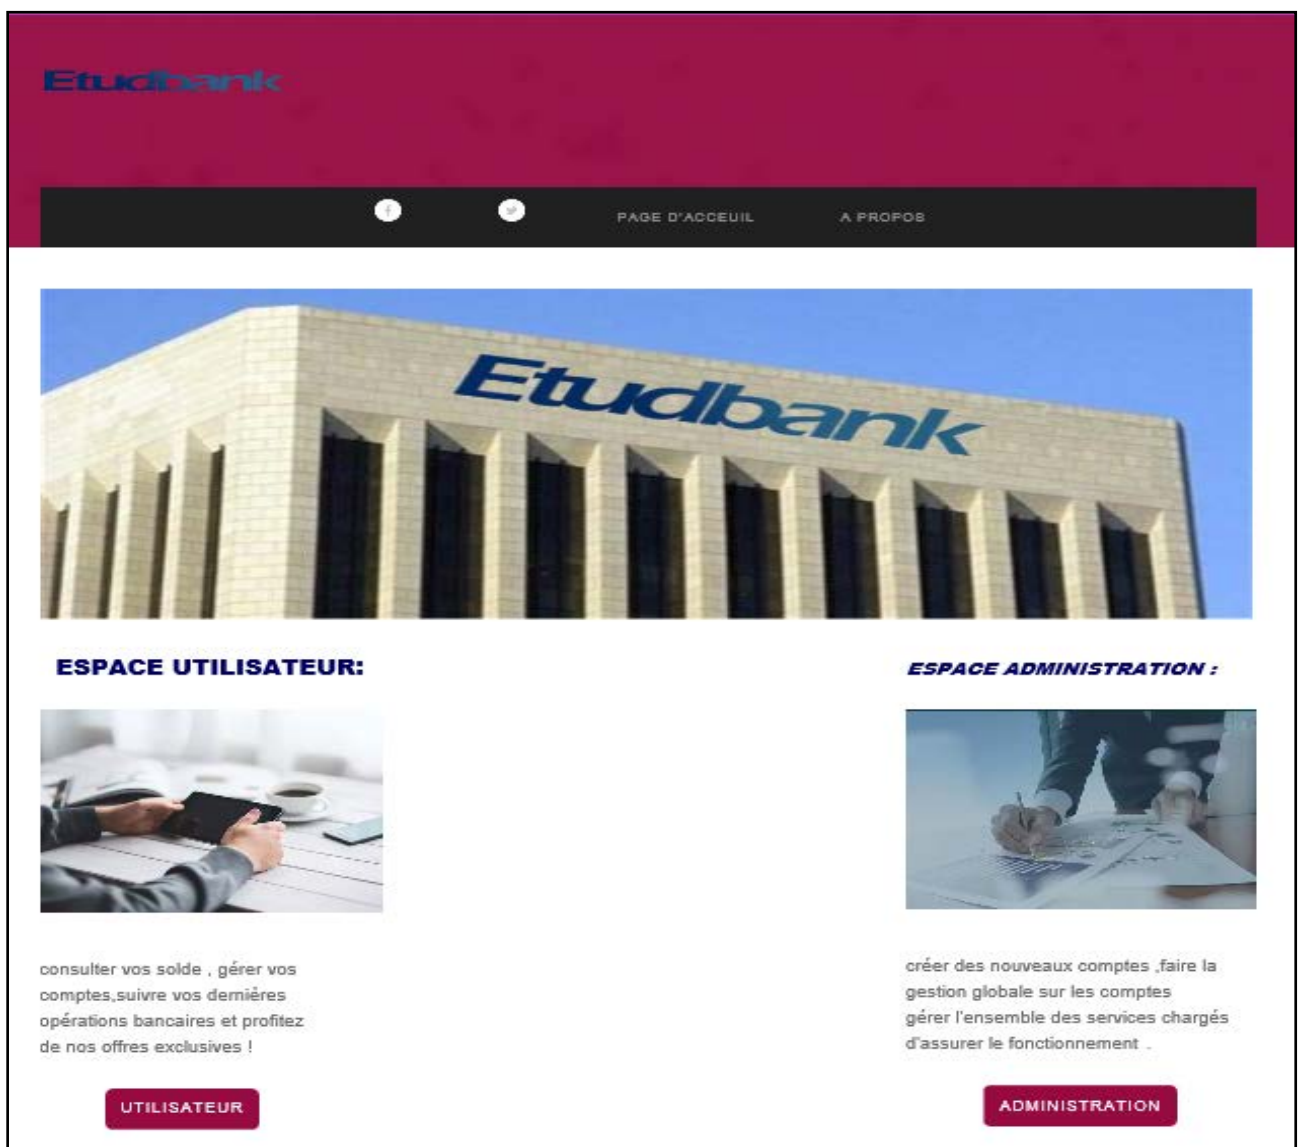 Etudbank
PAGE D'ACCEUIL
A PROPOS
Etudbank
ESPACE UTILISATEUR:
consulter vos solde , gérer vos
comptes,suivre vos dernières
opérations bancaires et profitez
de nos offres exclusives !
UTILISATEUR
ESPACE ADMINISTRATION :
créer des nouveaux comptes ,faire la
gestion globale sur les comptes
gérer l'ensemble des services chargés
d'assurer le fonctionnement .
ADMINISTRATION